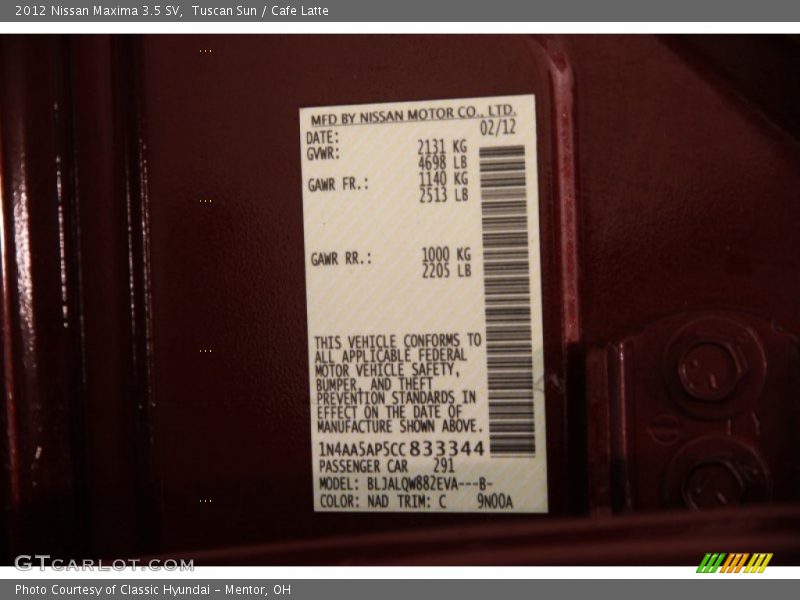 2012 Nissan Maxima 3.5 SV,  Tuscan Sun / Cafe Latte
MFD BY NISSAN MOTOR CO., LTD.
DATE: 02/12
GVWR: 2131 KG
4698 LB
GAWR FR.: 1140 KG
2513 LB
GAWR RR.: 1000 KG
2205 LB
THIS VEHICLE CONFORMS TO
ALL APPLICABLE FEDERAL
MOTOR VEHICLE SAFETY,
BUMPER, AND THEFT
PREVENTION STANDARDS IN
EFFECT ON THE DATE OF
MANUFACTURE SHOWN ABOVE.
1N4AA5AP5CC833344
PASSENGER CAR 291
MODEL: BLJALQW882EVA---B-
COLOR: NAD TRIM: C 9N00A
GTCARLOT.COM
Photo Courtesy of Classic Hyundai - Mentor, OH